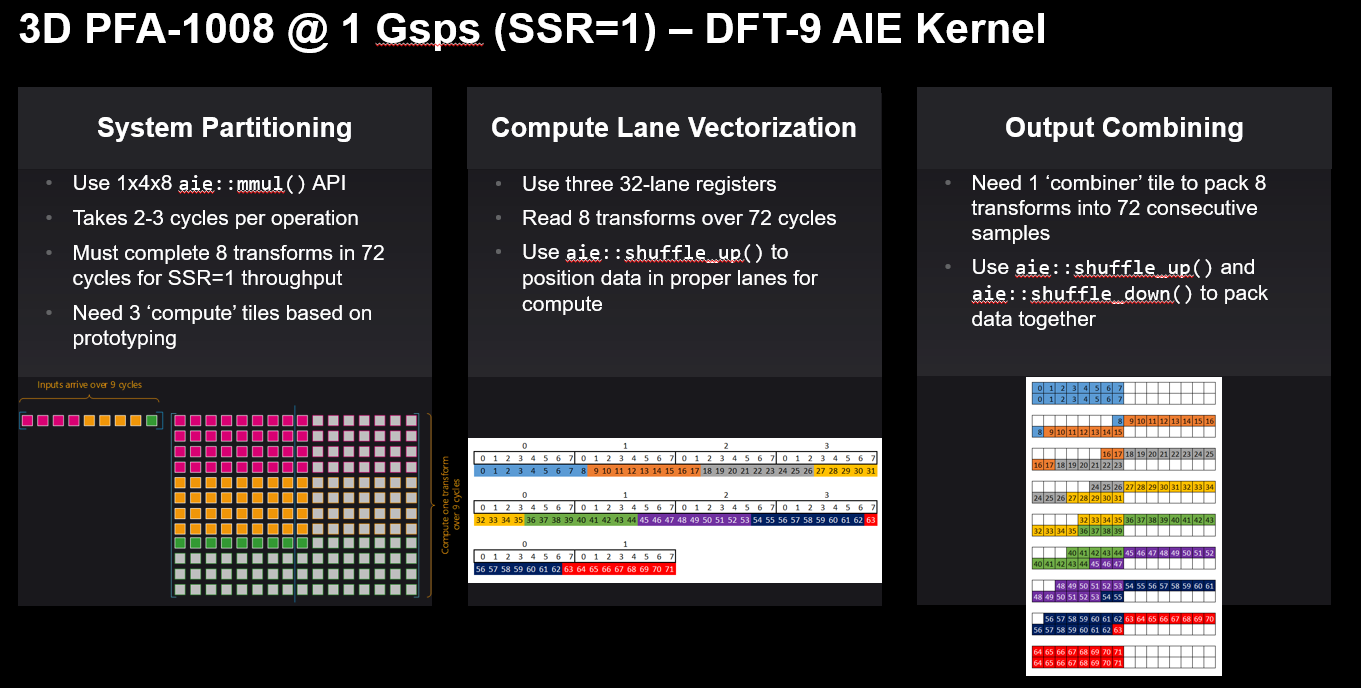 3D PFA-1008 @ 1 Gsps (SSR=1) – DFT-9 AIE Kernel
System Partitioning
• Use 1x4x8 aie::mmul() API
• Takes 2-3 cycles per operation
• Must complete 8 transforms in 72
cycles for SSR=1 throughput
• Need 3 ‘compute’ tiles based on
prototyping
Inputs arrive over 9 cycles
Compute one transform
over 9 cycles
Compute Lane Vectorization
• Use three 32-lane registers
• Read 8 transforms over 72 cycles
• Use aie::shuffle_up() to
position data in proper lanes for
compute
0 1 2 3
0 1 2 3 4 5 6 7 0 1 2 3 4 5 6 7 0 1 2 3 4 5 6 7 0 1 2 3 4 5 6 7
0 1 2 3 4 5 6 7 8 9 10 11 12 13 14 15 16 17 18 19 20 21 22 23 24 25 26 27 28 29 30 31
0 1 2 3
0 1 2 3 4 5 6 7 0 1 2 3 4 5 6 7 0 1 2 3 4 5 6 7 0 1 2 3 4 5 6 7
32 33 34 35 36 37 38 39 40 41 42 43 44 45 46 47 48 49 50 51 52 53 54 55 56 57 58 59 60 61 62 63
0 1
0 1 2 3 4 5 6 7 0 1 2 3 4 5 6 7
56 57 58 59 60 61 62 63 64 65 66 67 68 69 70 71
Output Combining
• Need 1 ‘combiner’ tile to pack 8
transforms into 72 consecutive
samples
• Use aie::shuffle_up() and
aie::shuffle_down() to pack
data together
0 1 2 3 4 5 6 7
0 1 2 3 4 5 6 7
8 9 10 11 12 13 14 15 16
8 9 10 11 12 13 14 15
16 17 18 19 20 21 22 23 24 25
16 17 18 19 20 21 22 23
24 25 26 27 28 29 30 31 32 33 34
24 25 26 27 28 29 30 31
32 33 34 35 36 37 38 39 40 41 42 43
32 33 34 35 36 37 38 39
40 41 42 43 44 45 46 47 48 49 50 51 52
40 41 42 43 44 45 46 47
48 49 50 51 52 53 54 55 56 57 58 59 60 61
48 49 50 51 52 53 54 55
56 57 58 59 60 61 62 63 64 65 66 67 68 69 70
56 57 58 59 60 61 62 63
64 65 66 67 68 69 70 71
64 65 66 67 68 69 70 71